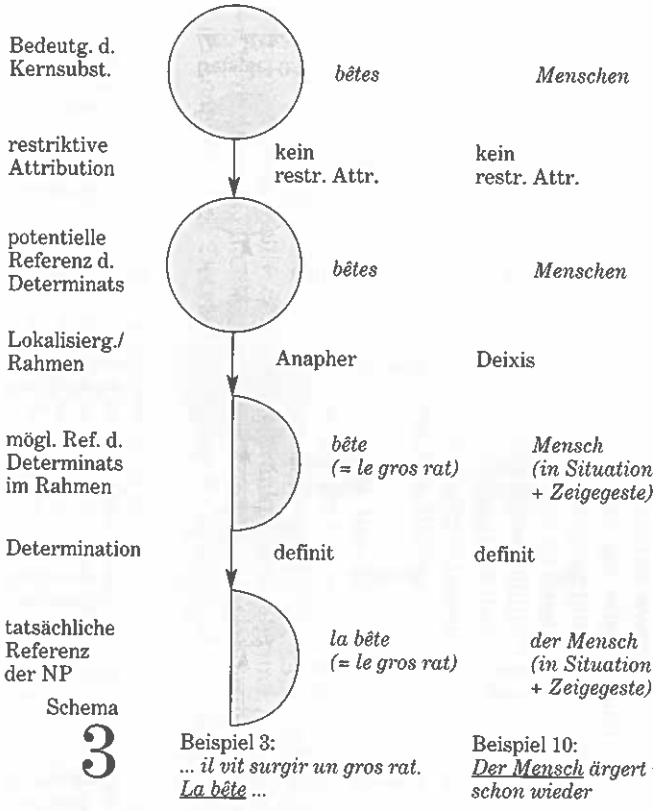 Bedeutg. d.
Kernsubst.
bêtes
Menschen
restriktive
Attribution
kein
restr. Attr.
kein
restr. Attr.
potentielle
Referenz d.
Determinats
bêtes
Menschen
Lokalisierg./
Rahmen
Anapher
Deixis
mögl. Ref. d.
Determinats
im Rahmen
bête
(= le gros rat)
Mensch
(in Situation
+ Zeigegeste)
Determination
definit
definit
tatsächliche
Referenz
der NP
la bête
(= le gros rat)
der Mensch
(in Situation
+ Zeigegeste)
Schema
3
Beispiel 3:
... il vit surgir un gros rat.
La bête ...
Beispiel 10:
Der Mensch ärgert
schon wieder